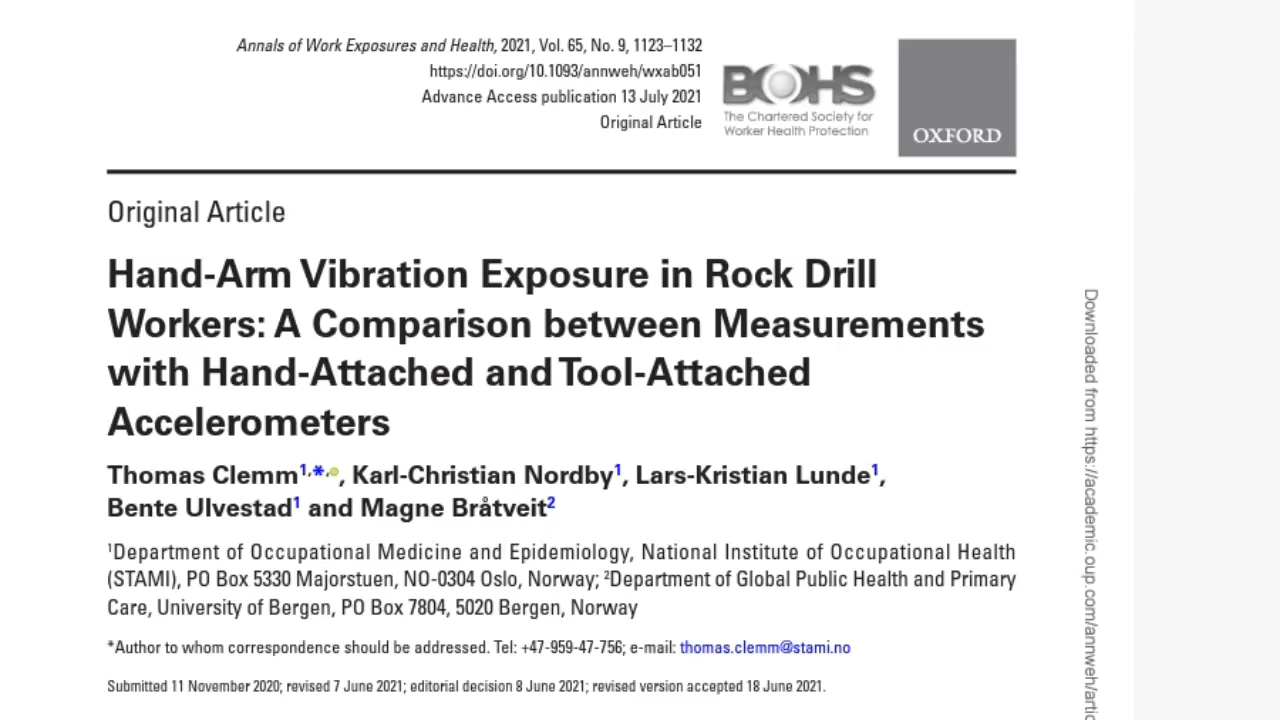 Annals of Work Exposures and Health, 2021, Vol. 65, No. 9, 1123–1132
https://doi.org/10.1093/annweh/wxab051
Advance Access publication 13 July 2021
Original Article
BOHS
The Chartered Society for
Worker Health Protection
OXFORD
Original Article
Hand-Arm Vibration Exposure in Rock Drill
Workers: A Comparison between Measurements
with Hand-Attached and Tool-Attached
Accelerometers
Thomas Clemm1,*, Karl-Christian Nordby1, Lars-Kristian Lunde1,
Bente Ulvestad1 and Magne Bråtveit2
1Department of Occupational Medicine and Epidemiology, National Institute of Occupational Health
(STAMI), PO Box 5330 Majorstuen, NO-0304 Oslo, Norway; 2Department of Global Public Health and Primary
Care, University of Bergen, PO Box 7804, 5020 Bergen, Norway
*Author to whom correspondence should be addressed. Tel: +47-959-47-756; e-mail: thomas.clemm@stami.no
Submitted 11 November 2020; revised 7 June 2021; editorial decision 8 June 2021; revised version accepted 18 June 2021.
Downloaded from https://academic.oup.com/annweh/artic